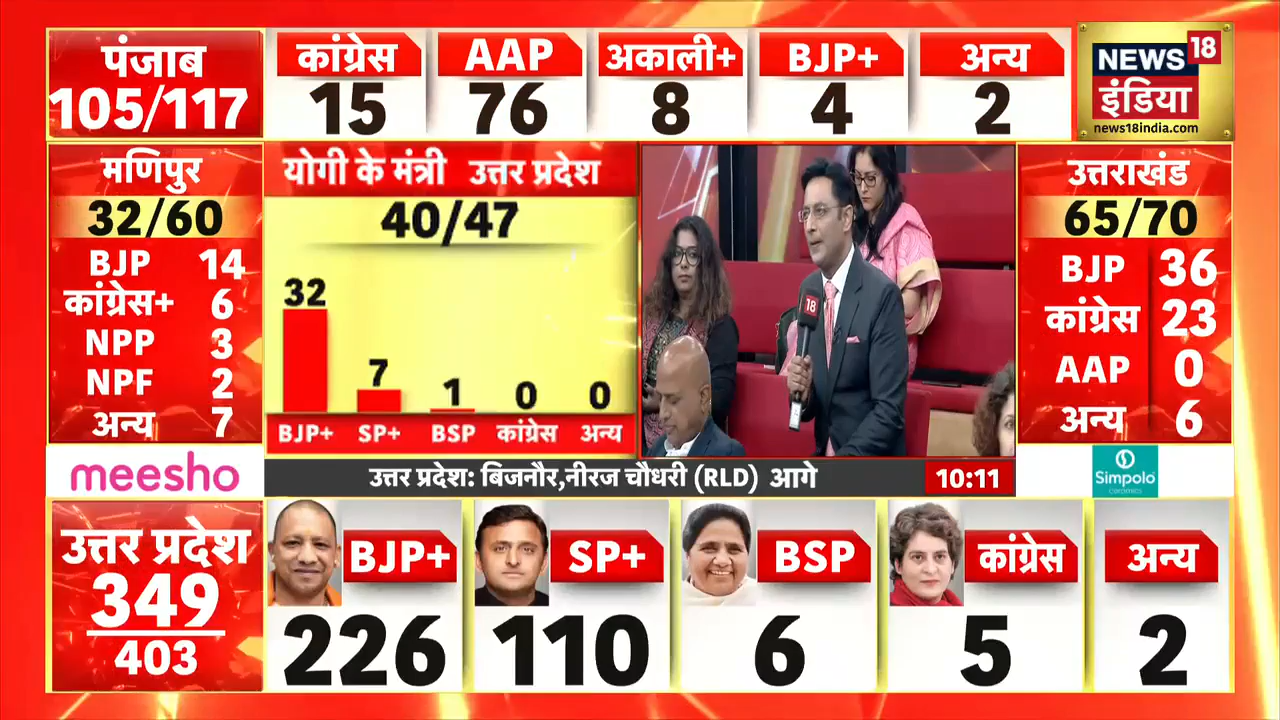 पंजाब
105/117
कांग्रेस
15
AAP
76
अकाली+
8
BJP+
4
अन्य
2
NEWS 18
इंडिया
news18india.com
मणिपुर
32/60
BJP 14
कांग्रेस+ 6
NPP 3
NPF 2
अन्य 7
योगी के मंत्री उत्तर प्रदेश
40/47
32
7
1
0
0
BJP+ SP+ BSP कांग्रेस अन्य
18
उत्तराखंड
65/70
BJP 36
कांग्रेस 23
AAP 0
अन्य 6
meesho
उत्तर प्रदेश: बिजनौर,नीरज चौधरी (RLD) आगे
10:11
S
Simpolo
ceramics
उत्तर प्रदेश
349
403
BJP+
226
SP+
110
BSP
6
कांग्रेस
5
अन्य
2